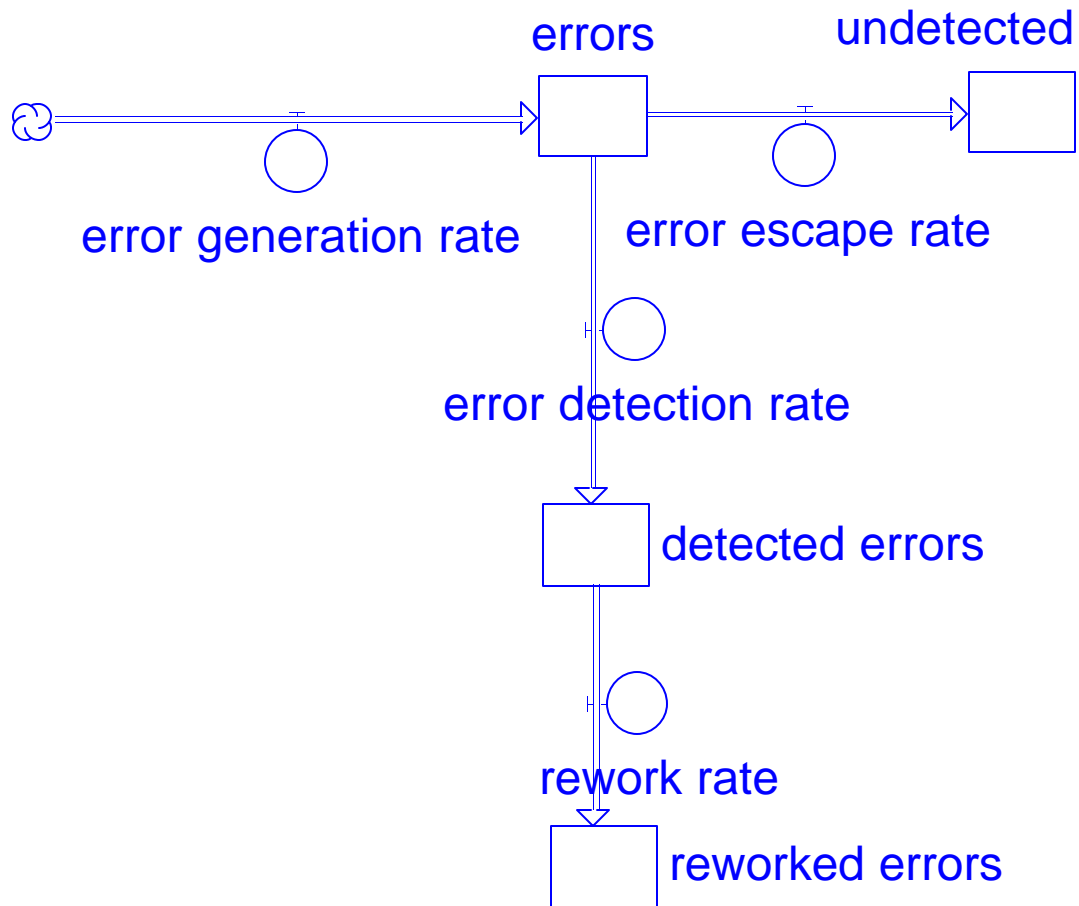 errors
undetected
error generation rate
error escape rate
error detection rate
detected errors
rework rate
reworked errors